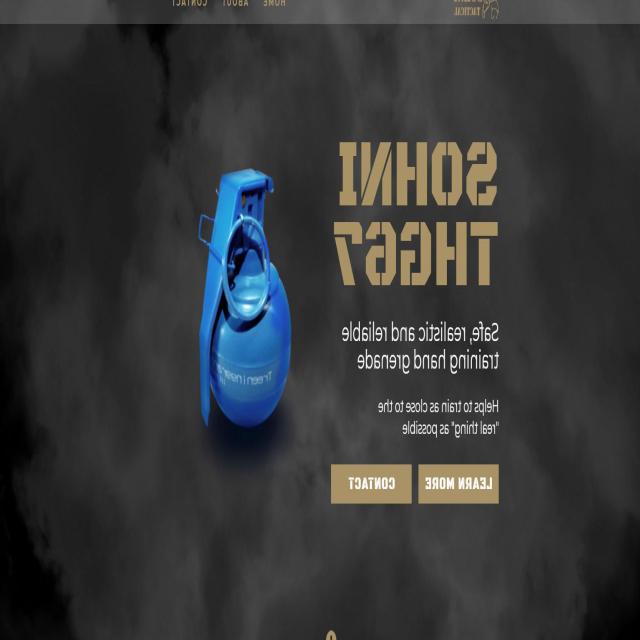 HOME ABOUT CONTACT
TACTICAL
SOHNI
THG67
Safe, realistic and reliable
training hand grenade
Helps to train as close to the
"real thing" as possible
LEARN MORE CONTACT